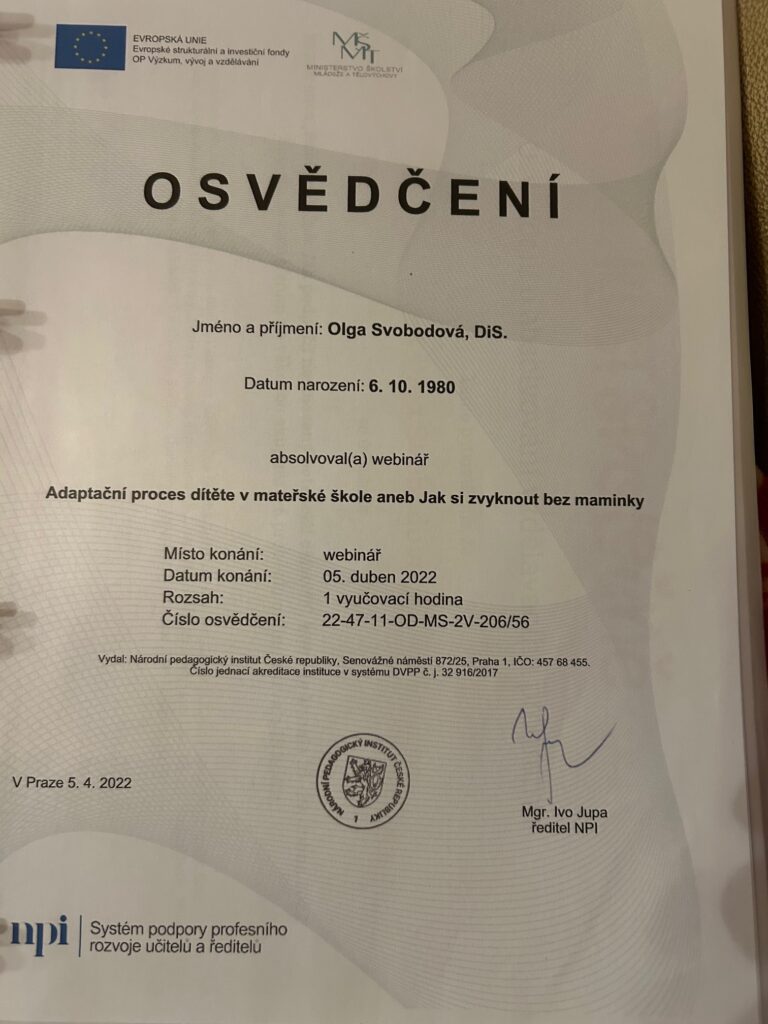 EVROPSKÁ UNIE
Evropské strukturální a investiční fondy
OP Výzkum, vývoj a vzdělávání
MŠMT
MINISTERSTVO ŠKOLSTVÍ
MLÁDEŽE A TĚLOVÝCHOVY
OSVĚDČENÍ
Jméno a příjmení: Olga Svobodová, DiS.
Datum narození: 6. 10. 1980
absolvoval(a) webinář
Adaptační proces dítěte v mateřské škole aneb Jak si zvyknout bez maminky
Místo konání: webinář
Datum konání: 05. duben 2022
Rozsah: 1 vyučovací hodina
Číslo osvědčení: 22-47-11-OD-MS-2V-206/56
Vydal: Národní pedagogický institut České republiky, Senovážné náměstí 872/25, Praha 1, IČO: 457 68 455.
Číslo jednací akreditace instituce v systému DVPP č. j. 32 916/2017
NÁRODNÍ PEDAGOGICKÝ INSTITUT ČESKÉ REPUBLIKY
1
V Praze 5. 4. 2022
Mgr. Ivo Jupa
ředitel NPI
npi
Systém podpory profesního
rozvoje učitelů a ředitelů